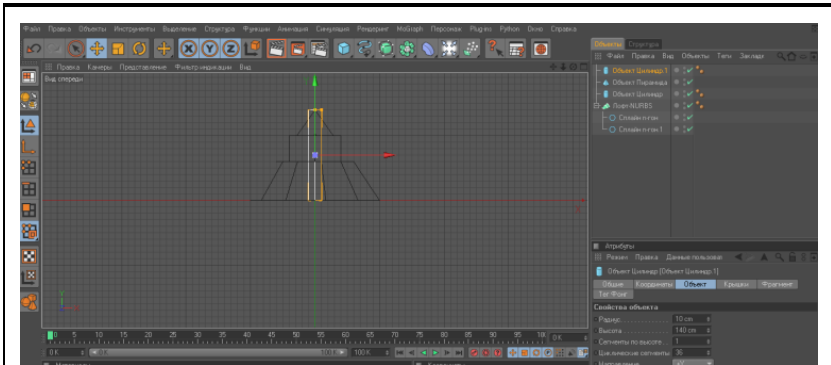 Файл Правка Объекты Инструменты Выделение Структура Функции Анимация Симуляция Рендеринг MoGraph Персонаж Plugins Python Окно Справка
Правка Камеры Представление Фильтр индикации Вид
Вид спереди
0 5 10 15 20 25 30 35 40 45 50 55 60 65 70 75 80 85 90 95 0 K
0 K 0 K 100 K 100 K
Объекты Структура
Файл Правка Вид Объекты Теги Закладк
Объект Цилиндр.1
Объект Пирамида
Объект Цилиндр
Лофт NURBS
Сплайн n-гон
Сплайн n-гон.1
Атрибуты
Режим Правка Данные пользоват
Объект Цилиндр [Объект Цилиндр.1]
Общие Координаты Объект Крышки Фрагмент
Тег Фонг
Свойства объекта
Радиус 10 cm
Высота 140 cm
Сегменты по высоте 1
Циклические сегменты 36
Направление +Y